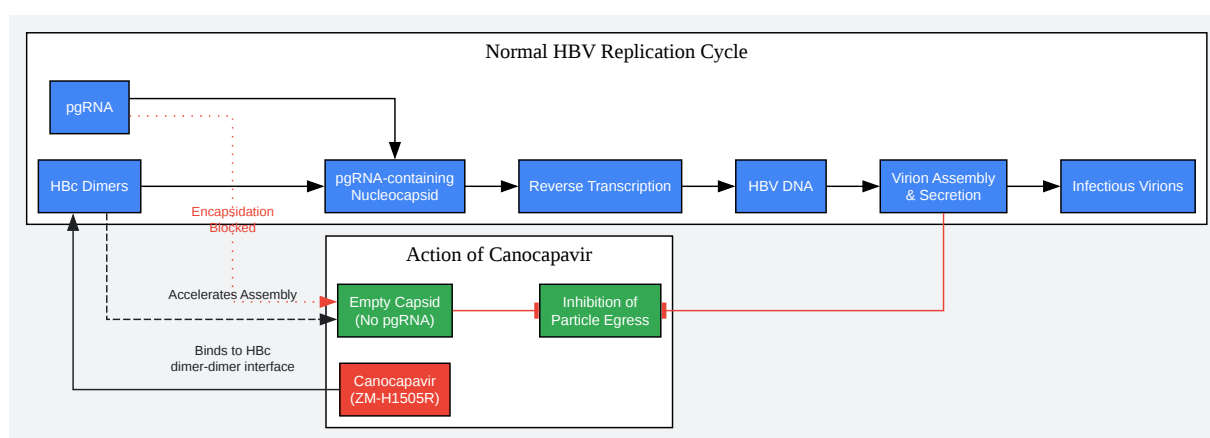 Normal HBV Replication Cycle
pgRNA
HBc Dimers
pgRNA-containing
Nucleocapsid
Reverse Transcription
HBV DNA
Virion Assembly
& Secretion
Infectious Virions
Encapsidation
Blocked
Action of Canocapavir
Accelerates Assembly
Empty Capsid
(No pgRNA)
Inhibition of
Particle Egress
Binds to HBc
dimer-dimer interface
Canocapavir
(ZM-H1505R)